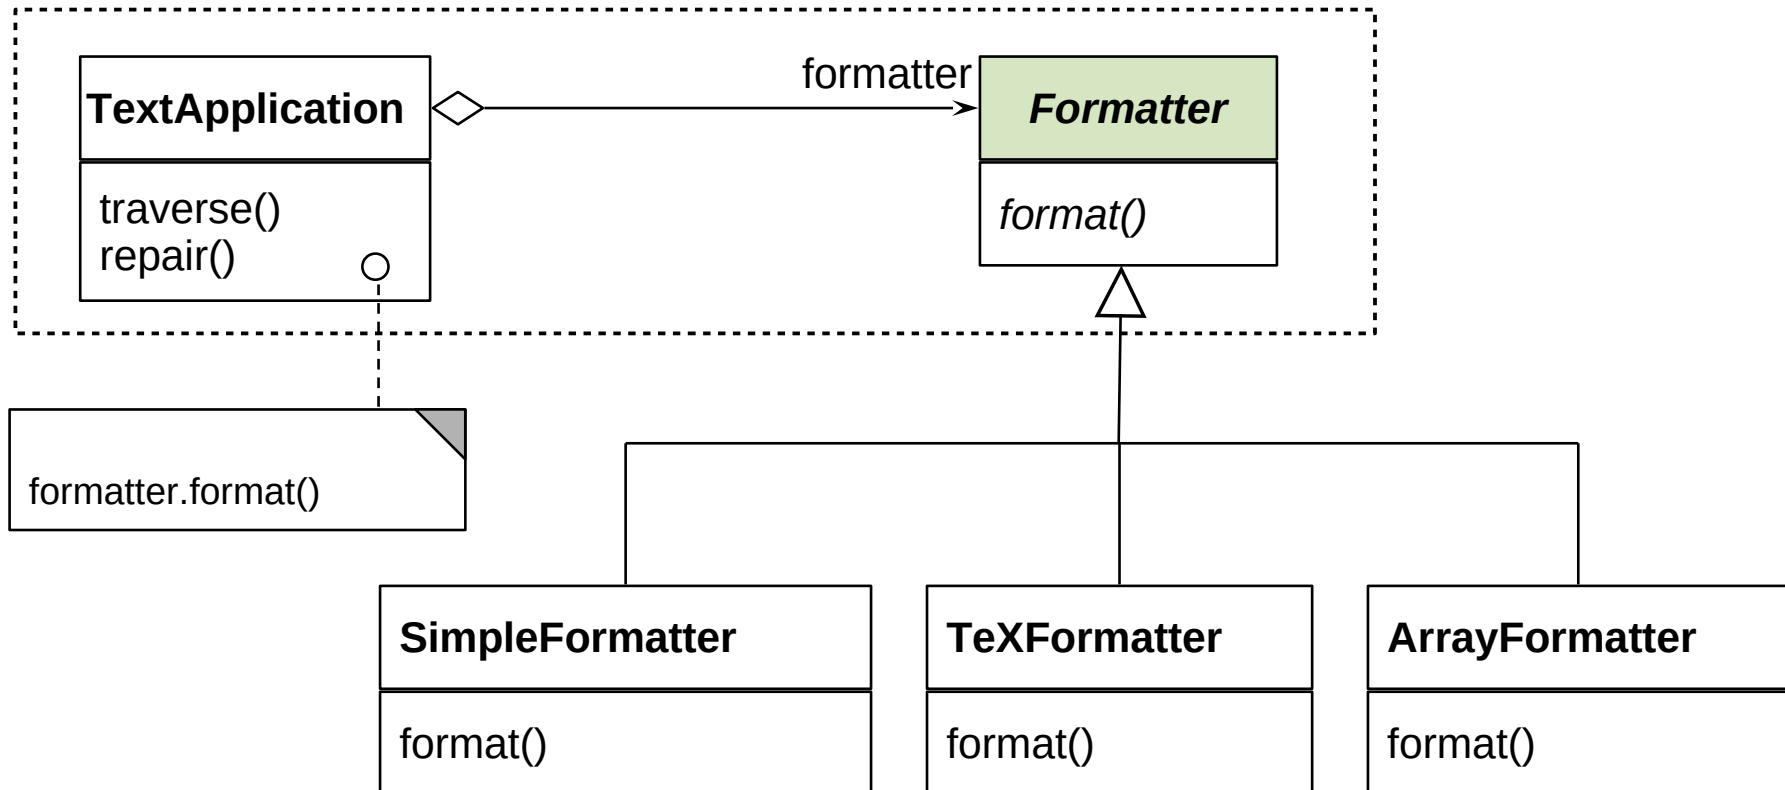 formatter
TextApplication
Formatter
traverse()
repair()
format()
formatter.format()
SimpleFormatter
TeXFormatter
ArrayFormatter
format()
format()
format()